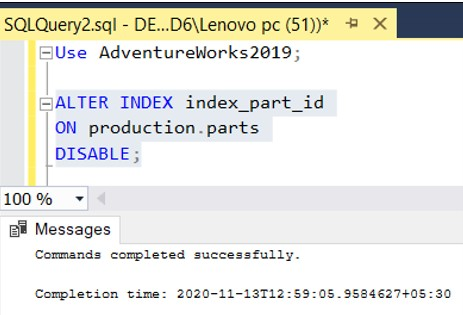 SQLQuery2.sql - DE...D6\Lenovo pc (51))*
Use AdventureWorks2019;
ALTER INDEX index_part_id
ON production.parts
DISABLE;
100 %
Messages
Commands completed successfully.
Completion time: 2020-11-13T12:59:05.9584627+05:30